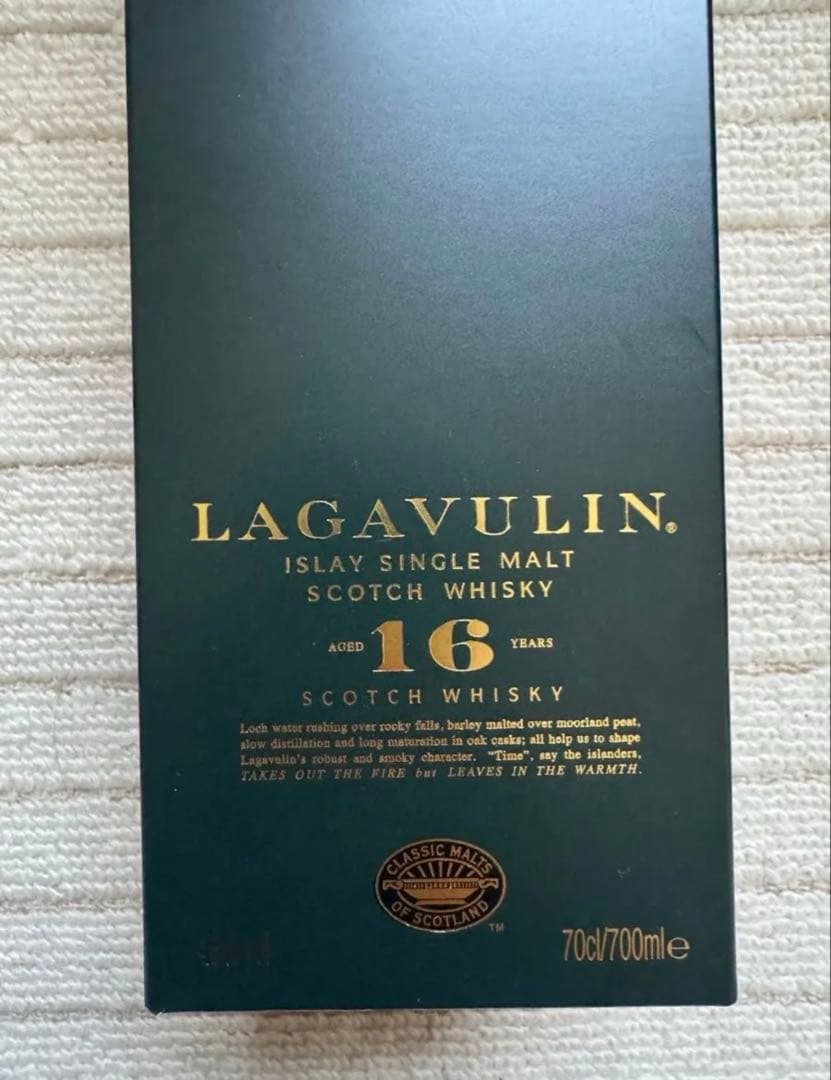 LAGAVULIN®
ISLAY SINGLE MALT
SCOTCH WHISKY
AGED 16 YEARS
SCOTCH WHISKY
Loch water rushing over rocky falls, barley malted over moorland peat,
slow distillation and long maturation in oak casks; all help us to shape
Lagavulin's robust and smoky character. "Time", say the islanders,
TAKES OUT THE FIRE but LEAVES IN THE WARMTH.
CLASSIC MALTS
OF SCOTLAND
TM
70cl/700ml e